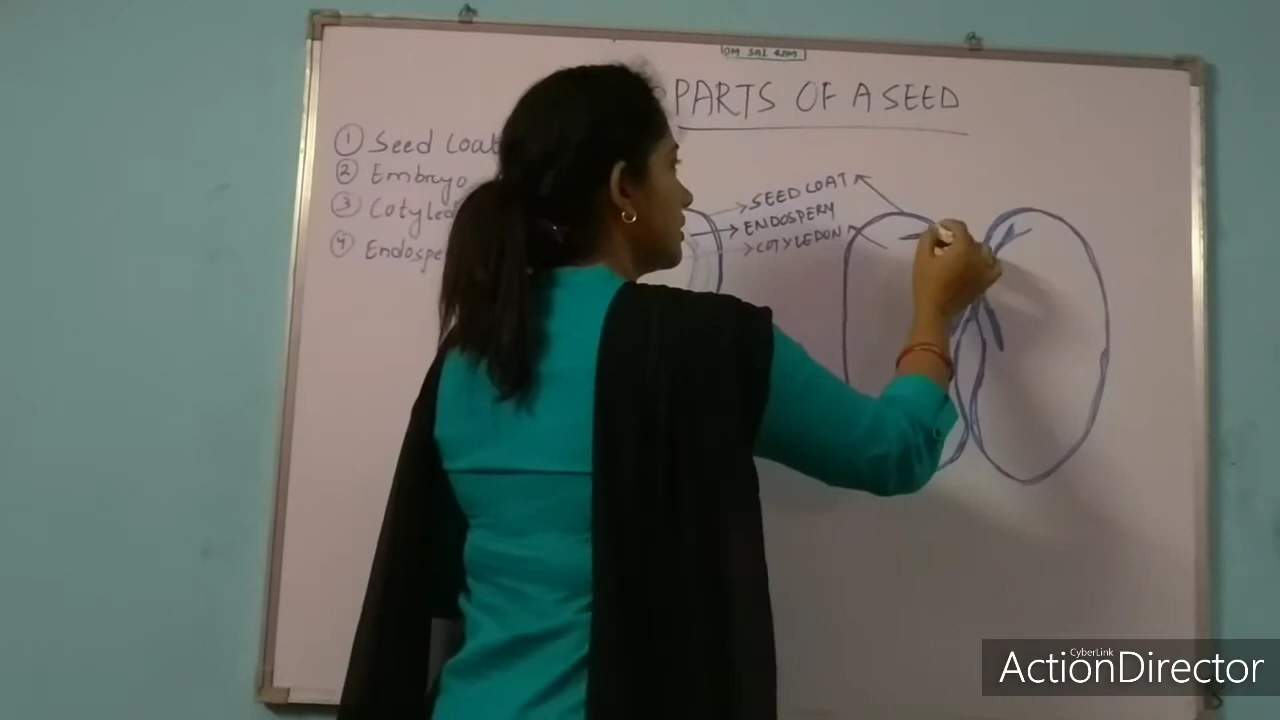 OM SAI RAM
PARTS OF A SEED
① Seed Coat
② Embryo
③ Cotyled
④ Endospe
SEED COAT
ENDOSPERM
COTYLEDON
CyberLink
ActionDirector